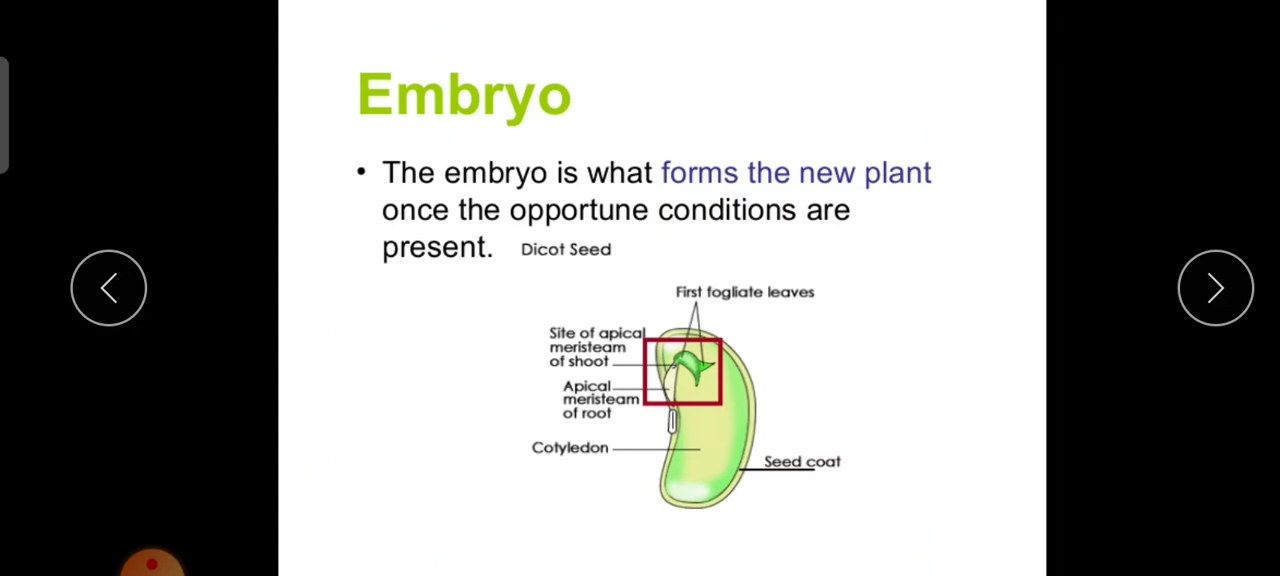 Embryo
• The embryo is what forms the new plant
once the opportune conditions are
present.
Dicot Seed
First fogliate leaves
Site of apical
meristeam
of shoot
Apical
meristeam
of root
Cotyledon
Seed coat